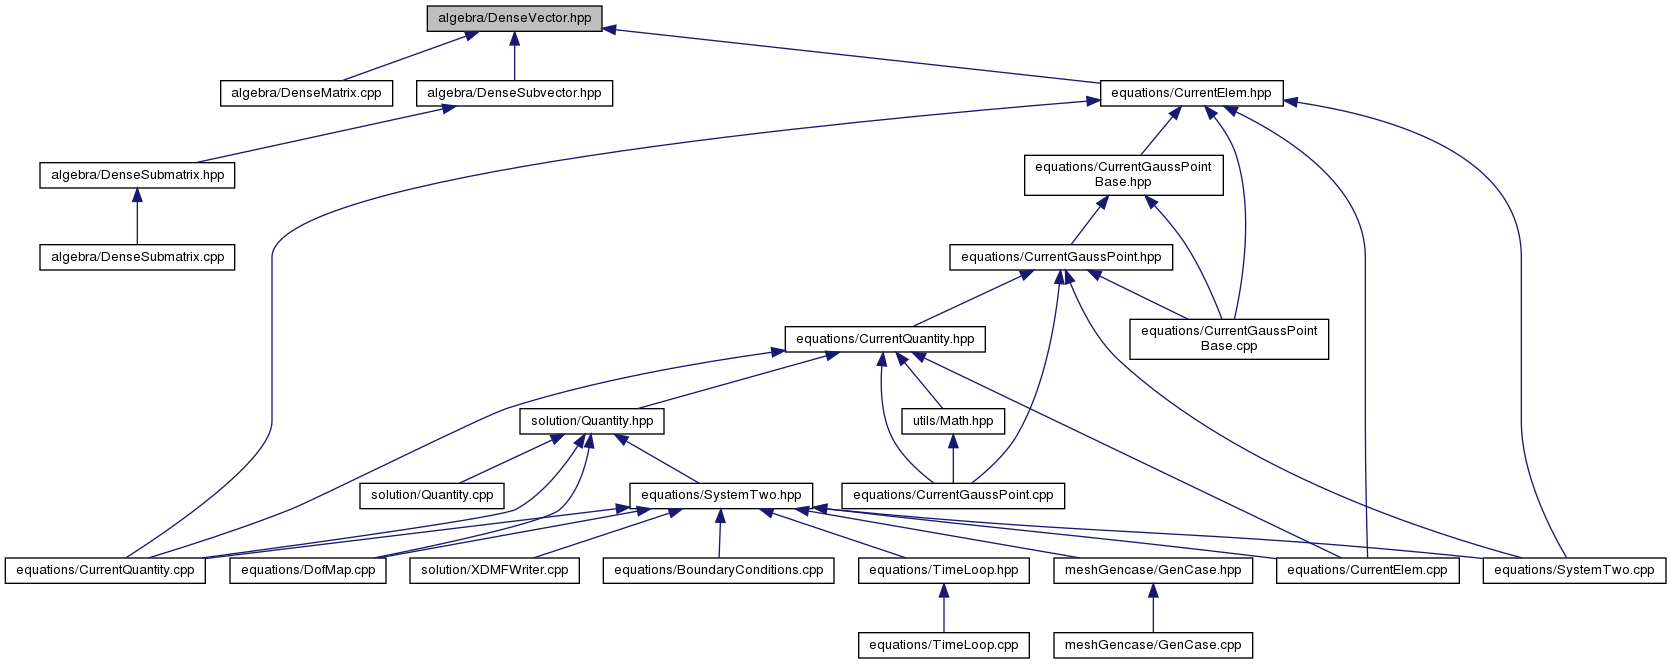 algebra/DenseVector.hpp
algebra/DenseMatrix.cpp
algebra/DenseSubvector.hpp
equations/CurrentElem.hpp
algebra/DenseSubmatrix.hpp
equations/CurrentGaussPoint
Base.hpp
algebra/DenseSubmatrix.cpp
equations/CurrentGaussPoint.hpp
equations/CurrentQuantity.hpp
equations/CurrentGaussPoint
Base.cpp
solution/Quantity.hpp
utils/Math.hpp
solution/Quantity.cpp
equations/SystemTwo.hpp
equations/CurrentGaussPoint.cpp
equations/CurrentQuantity.cpp
equations/DofMap.cpp
solution/XDMFWriter.cpp
equations/BoundaryConditions.cpp
equations/TimeLoop.hpp
meshGencase/GenCase.hpp
equations/CurrentElem.cpp
equations/SystemTwo.cpp
equations/TimeLoop.cpp
meshGencase/GenCase.cpp